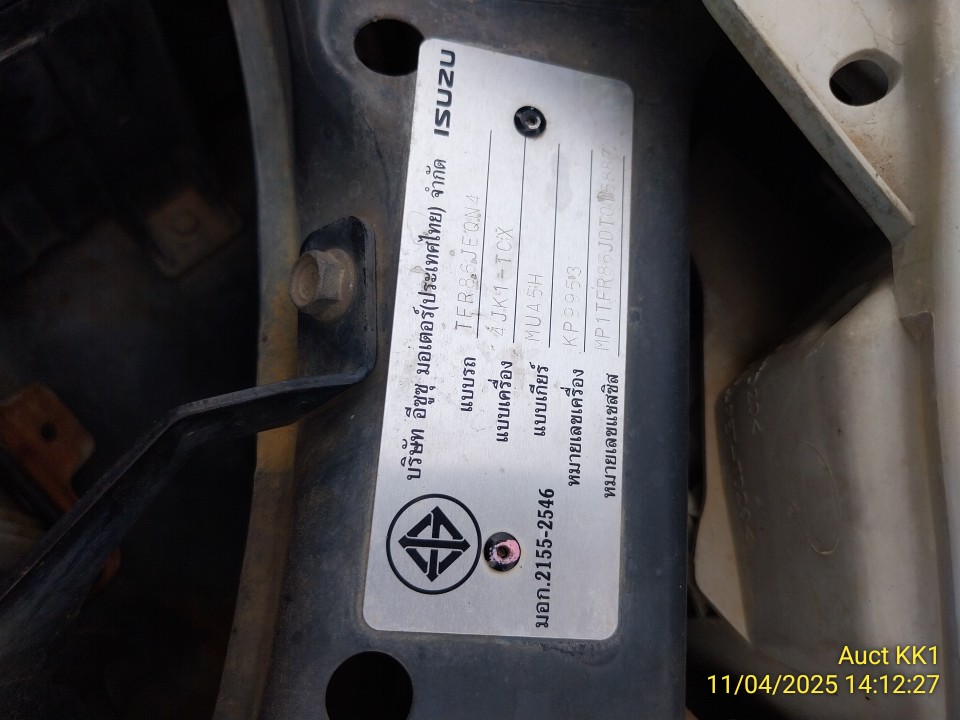 บริษัท อีซูซุ มอเตอร์(ประเทศไทย) จำกัด ISUZU
แบบรถ TFR86JEQN4
แบบเครื่อง 4JK1-TCX
แบบเกียร์ MUA5H
หมายเลขเครื่อง KP9953
หมายเลขแชสซิส
มอก.2155-2546
Auct KK1
11/04/2025 14:12:27